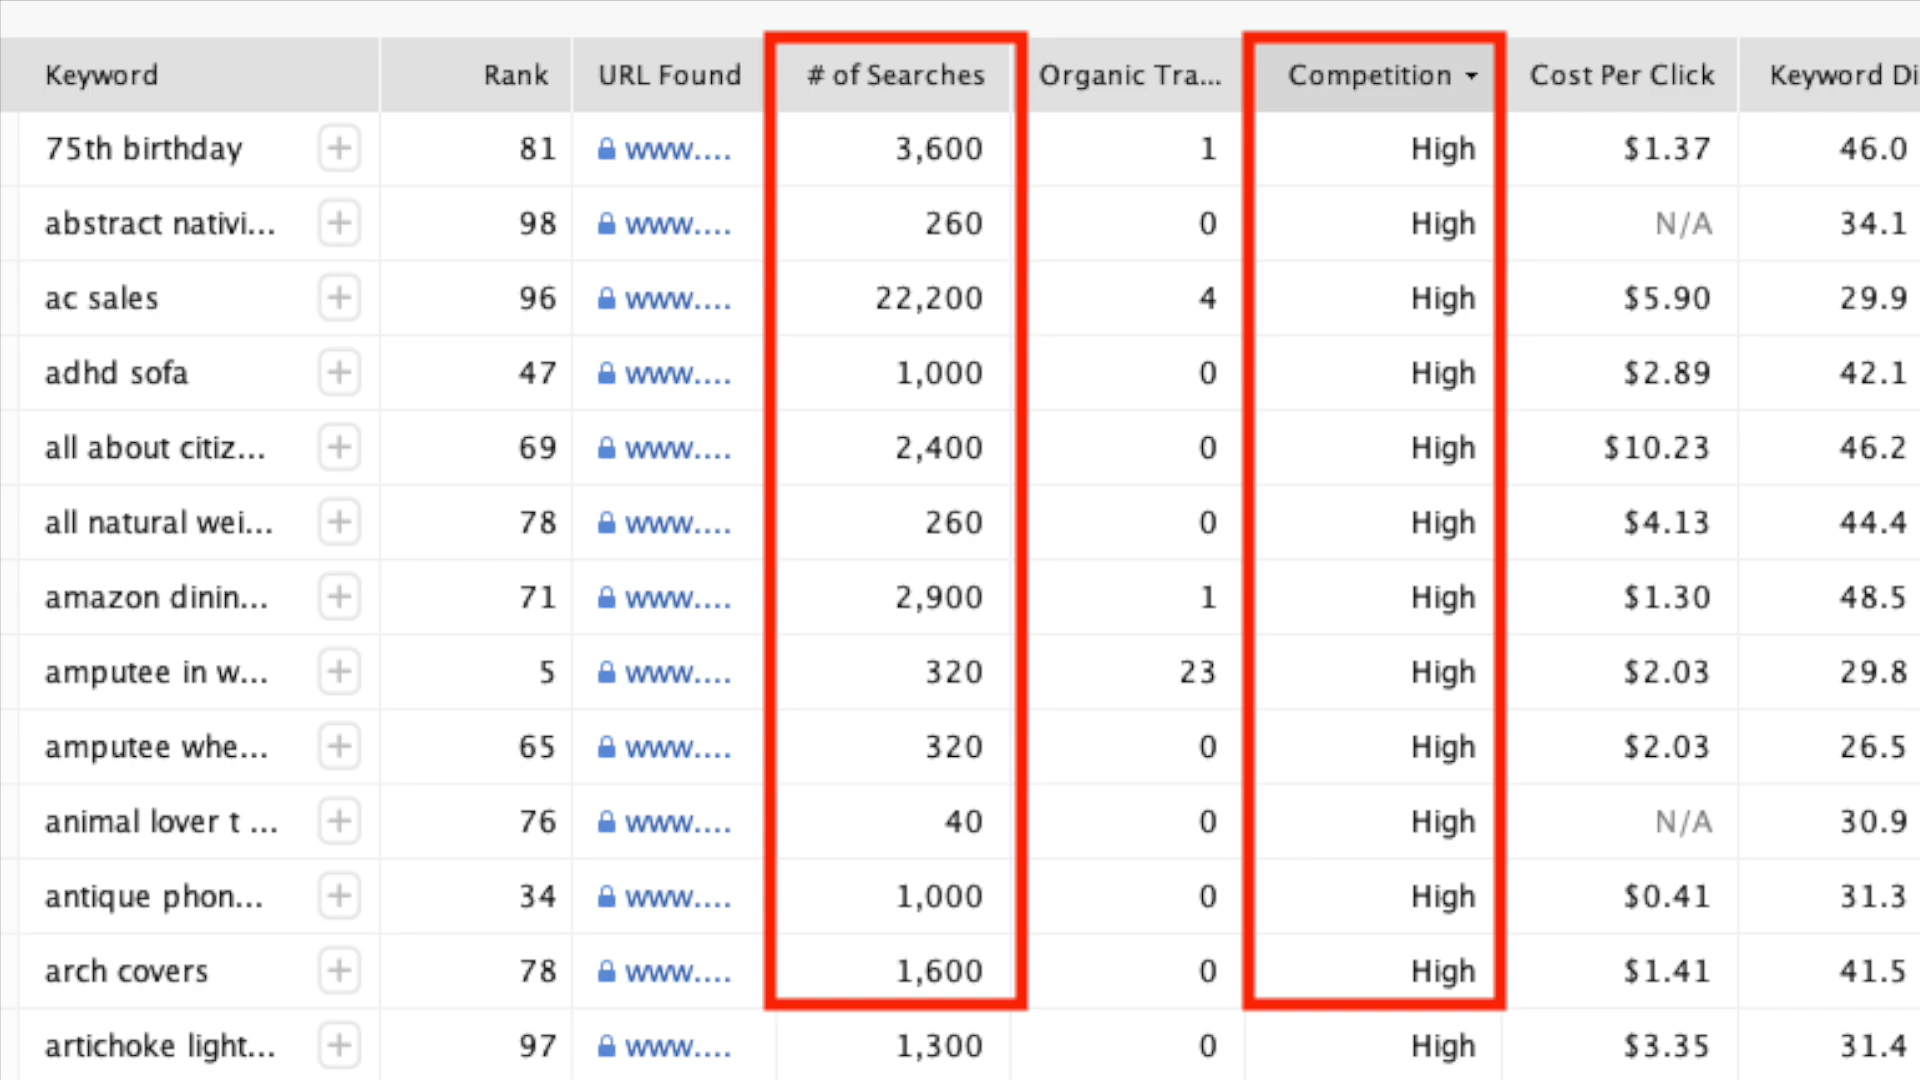 Keyword Rank URL Found # of Searches Organic Tra... Competition Cost Per Click Keyword Di
75th birthday + 81 www.... 3,600 1 High $1.37 46.0
abstract nativi... + 98 www.... 260 0 High N/A 34.1
ac sales + 96 www.... 22,200 4 High $5.90 29.9
adhd sofa + 47 www.... 1,000 0 High $2.89 42.1
all about citiz... + 69 www.... 2,400 0 High $10.23 46.2
all natural wei... + 78 www.... 260 0 High $4.13 44.4
amazon dinin... + 71 www.... 2,900 1 High $1.30 48.5
amputee in w... + 5 www.... 320 23 High $2.03 29.8
amputee whe... + 65 www.... 320 0 High $2.03 26.5
animal lover t ... + 76 www.... 40 0 High N/A 30.9
antique phon... + 34 www.... 1,000 0 High $0.41 31.3
arch covers + 78 www.... 1,600 0 High $1.41 41.5
artichoke light... + 97 www.... 1,300 0 High $3.35 31.4